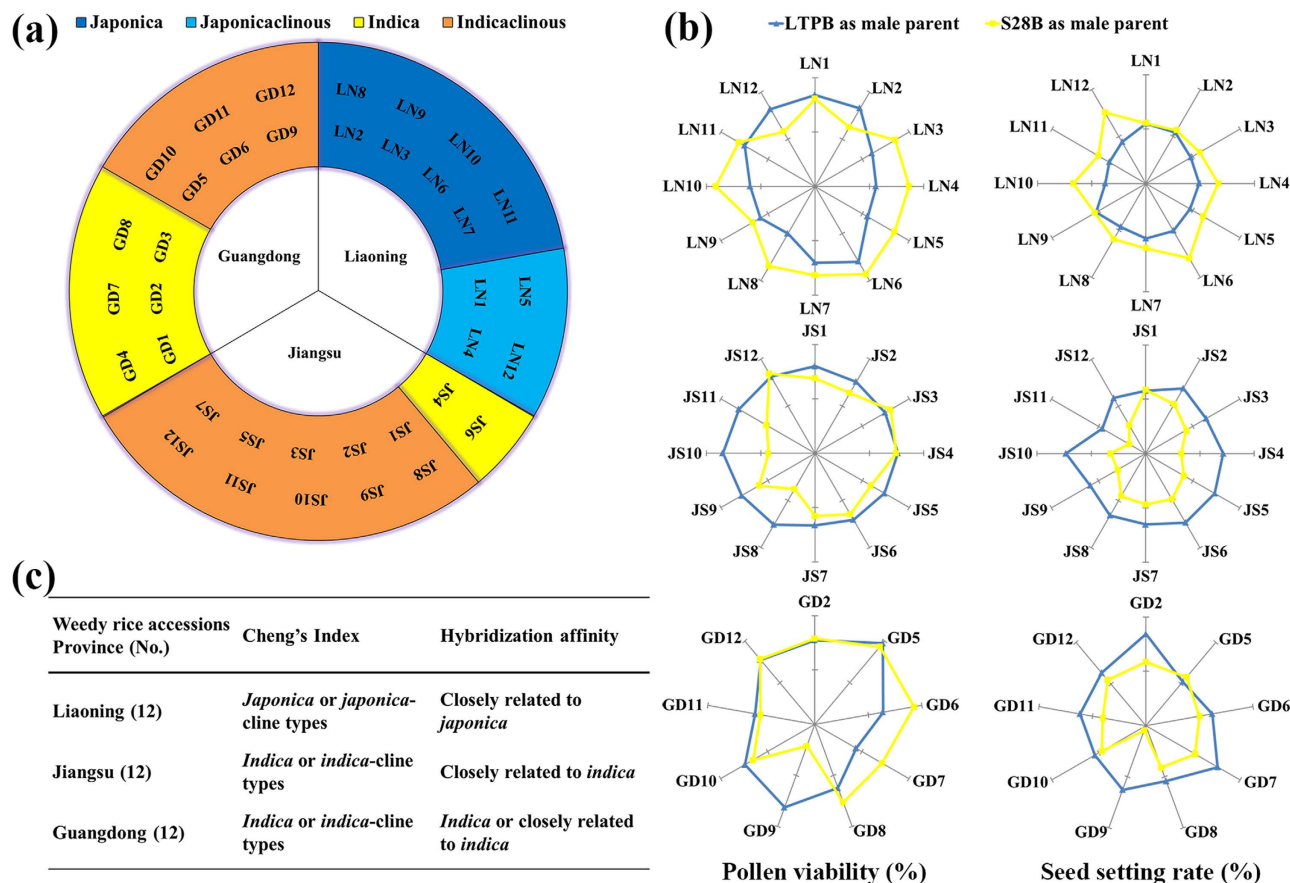 (a)
Japonica
Japonicaclinous
Indica
Indicaclinous
GD11
GD12
GD10
GD5
GD6
GD9
LN8
LN9
LN10
LN11
LN2
LN3
LN6
LN7
GD8
GD3
GD7
GD2
GD4
GD1
Guangdong
Liaoning
Jiangsu
LN1
LN5
LN4
LN12
JS4
JS6
JS7
JS5
JS3
JS2
JS1
JS12
JS11
JS10
JS9
JS8
(b)
LTPB as male parent
S28B as male parent
LN1
LN2
LN3
LN4
LN5
LN6
LN7
LN8
LN9
LN10
LN11
LN12
LN1
LN2
LN3
LN4
LN5
LN6
LN7
LN8
LN9
LN10
LN11
LN12
JS1
JS2
JS3
JS4
JS5
JS6
JS7
JS8
JS9
JS10
JS11
JS12
JS1
JS2
JS3
JS4
JS5
JS6
JS7
JS8
JS9
JS10
JS11
JS12
GD2
GD5
GD6
GD7
GD8
GD9
GD10
GD11
GD12
GD2
GD5
GD6
GD7
GD8
GD9
GD10
GD11
GD12
Pollen viability (%)
Seed setting rate (%)
(c)
Weedy rice accessions
Province (No.)
Cheng's Index
Hybridization affinity
Liaoning (12)
Japonica or japonica-
cline types
Closely related to
japonica
Jiangsu (12)
Indica or indica-cline
types
Closely related to indica
Guangdong (12)
Indica or indica-cline
types
Indica or closely related
to indica